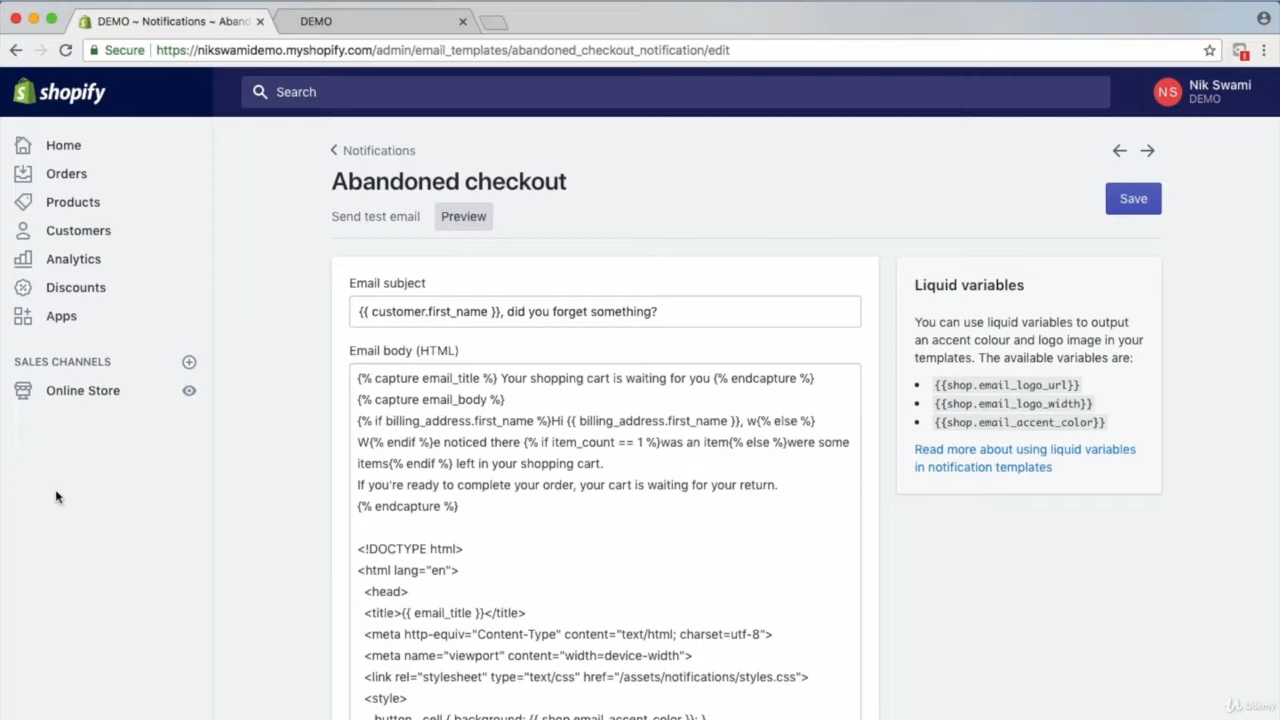 DEMO ~ Notifications ~ Aband
DEMO
Secure
https://nikswamidemo.myshopify.com/admin/email_templates/abandoned_checkout_notification/edit
shopify
Search
NS
Nik Swami
DEMO
Home
Orders
Products
Customers
Analytics
Discounts
Apps
SALES CHANNELS
Online Store
Notifications
Abandoned checkout
Send test email
Preview
Save
Email subject
{{ customer.first_name }}, did you forget something?
Email body (HTML)
{% capture email_title %} Your shopping cart is waiting for you {% endcapture %}
{% capture email_body %}
{% if billing_address.first_name %}Hi {{ billing_address.first_name }}, w{% else %}
W{% endif %}e noticed there {% if item_count == 1 %}was an item{% else %}were some
items{% endif %} left in your shopping cart.
If you're ready to complete your order, your cart is waiting for your return.
{% endcapture %}
<!DOCTYPE html>
<html lang="en">
<head>
<title>{{ email_title }}</title>
<meta http-equiv="Content-Type" content="text/html; charset=utf-8">
<meta name="viewport" content="width=device-width">
<link rel="stylesheet" type="text/css" href="/assets/notifications/styles.css">
<style>
.button__cell { background: {{ shop.email_accent_color }}; }
Liquid variables
You can use liquid variables to output
an accent colour and logo image in your
templates. The available variables are:
{{shop.email_logo_url}}
{{shop.email_logo_width}}
{{shop.email_accent_color}}
Read more about using liquid variables
in notification templates
Udemy